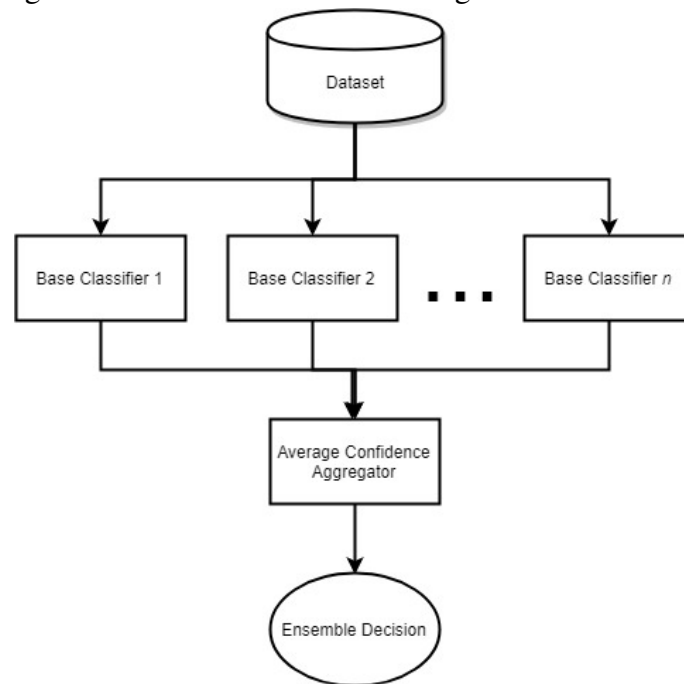 Dataset
Base Classifier 1
Base Classifier 2
...
Base Classifier n
Average Confidence
Aggregator
Ensemble Decision